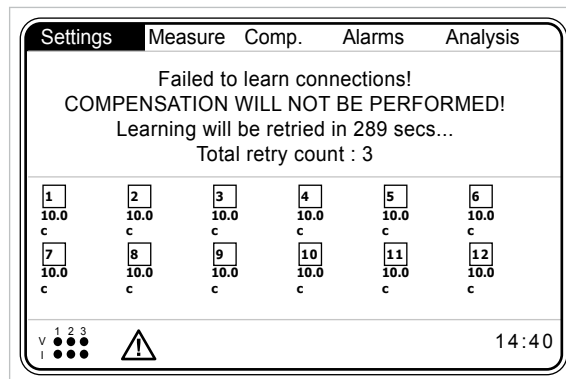 Settings Measure Comp. Alarms Analysis
Failed to learn connections!
COMPENSATION WILL NOT BE PERFORMED!
Learning will be retried in 289 secs...
Total retry count : 3
1 2 3 4 5 6
10.0 10.0 10.0 10.0 10.0 10.0
c c c c c c
7 8 9 10 11 12
10.0 10.0 10.0 10.0 10.0 10.0
c c c c c c
1 2 3
V
I
14:40